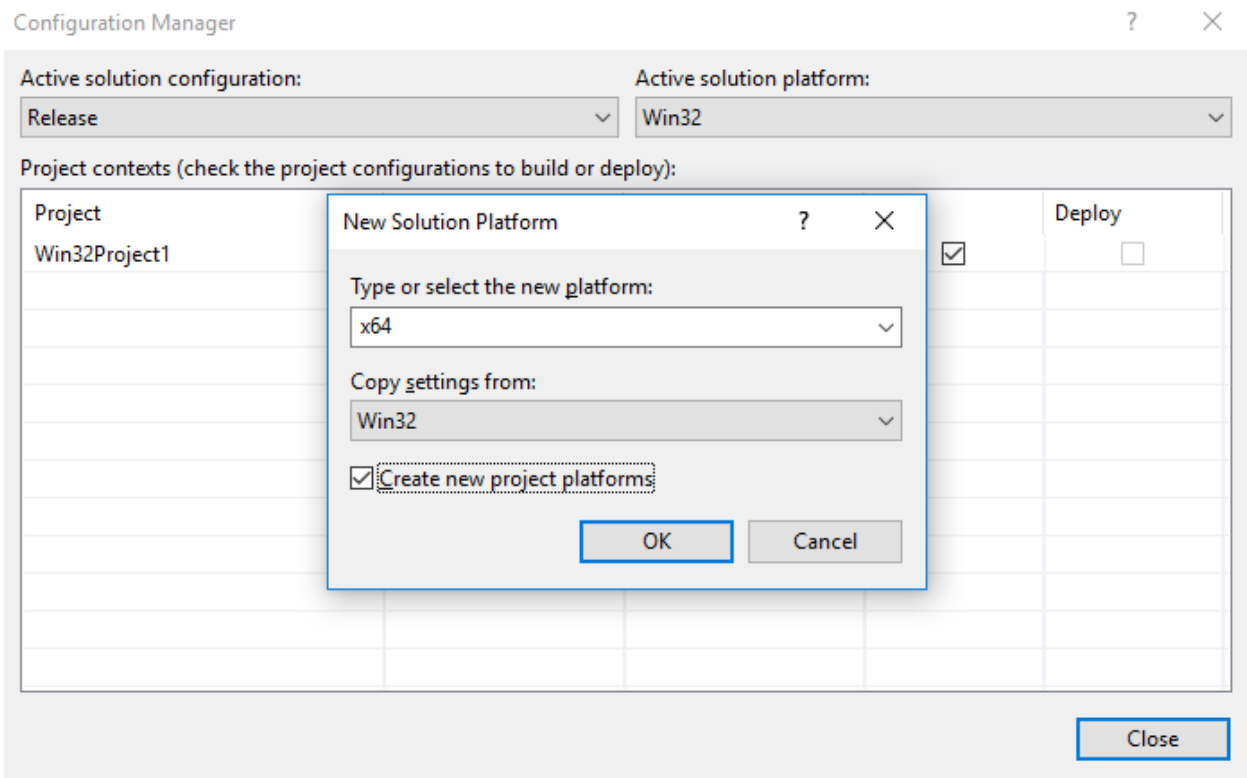 Configuration Manager
Active solution configuration: Active solution platform:
Release Win32
Project contexts (check the project configurations to build or deploy):
Project Deploy
Win32Project1
New Solution Platform
Type or select the new platform:
x64
Copy settings from:
Win32
Create new project platforms
OK Cancel
Close